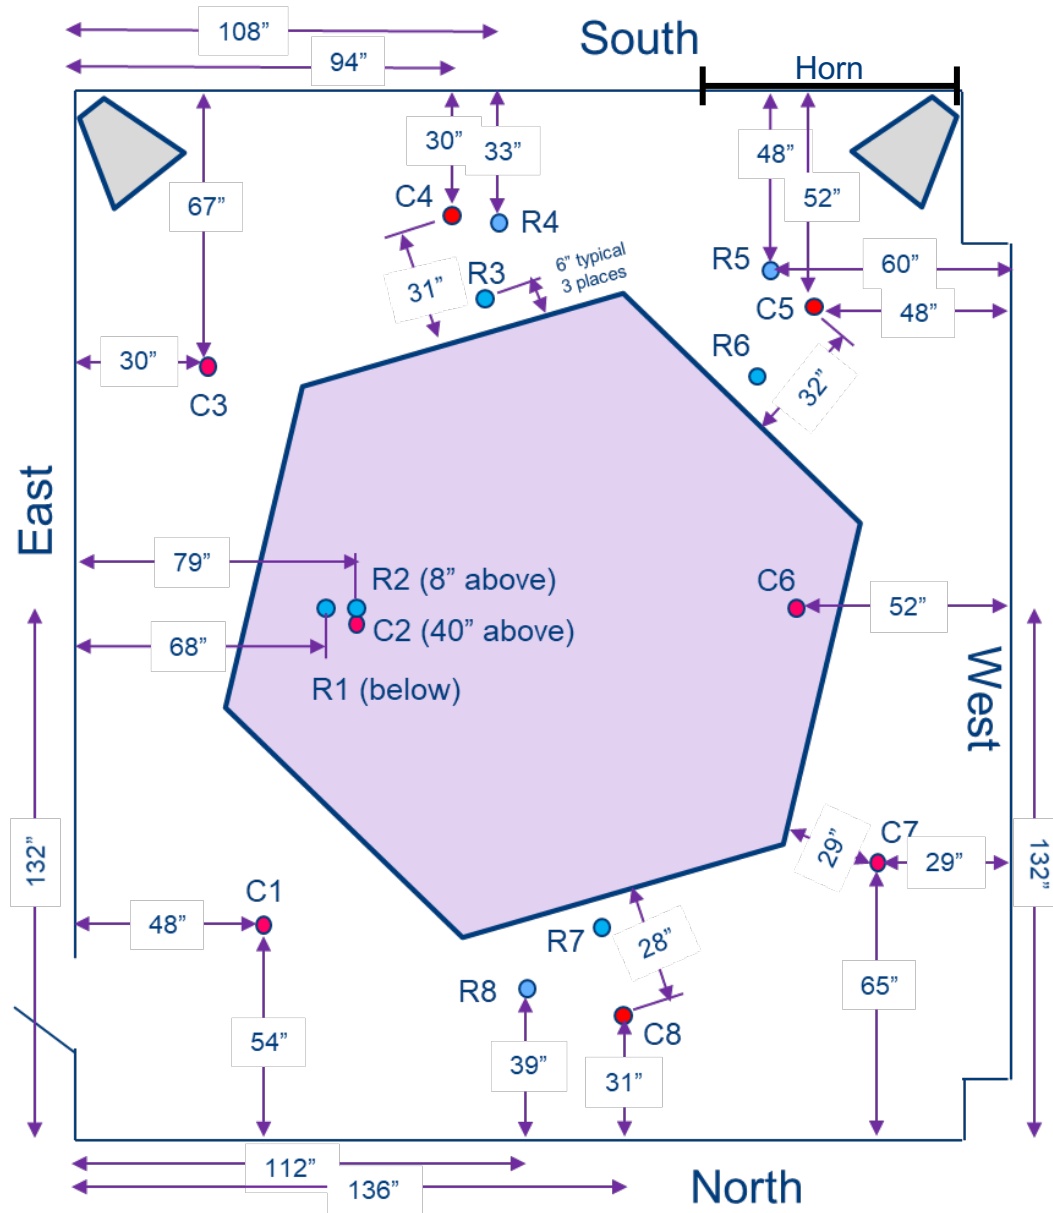 108”
South
94”
Horn
30”
33”
48”
67”
52”
C4
R4
R3
6” typical
3 places
R5
60”
31”
C5
48”
30”
R6
C3
32”
East
79”
R2 (8” above)
C6
52”
C2 (40” above)
68”
R1 (below)
West
132”
C7
29”
29”
132”
C1
48”
R7
28”
65”
R8
54”
C8
39”
31”
112”
136”
North